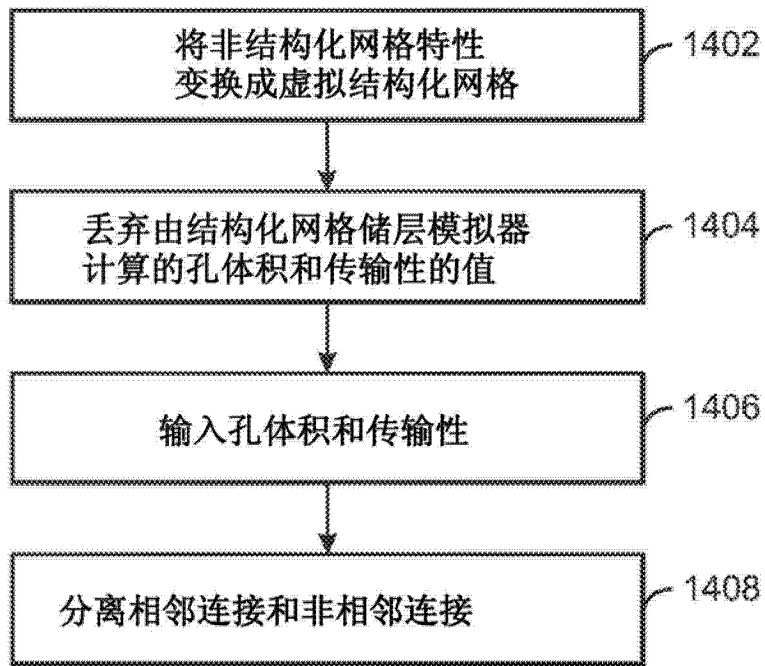 将非结构化网格特性
变换成虚拟结构化网格
1402
丢弃由结构化网格储层模拟器
计算的孔体积和传输性的值
1404
输入孔体积和传输性
1406
分离相邻连接和非相邻连接
1408